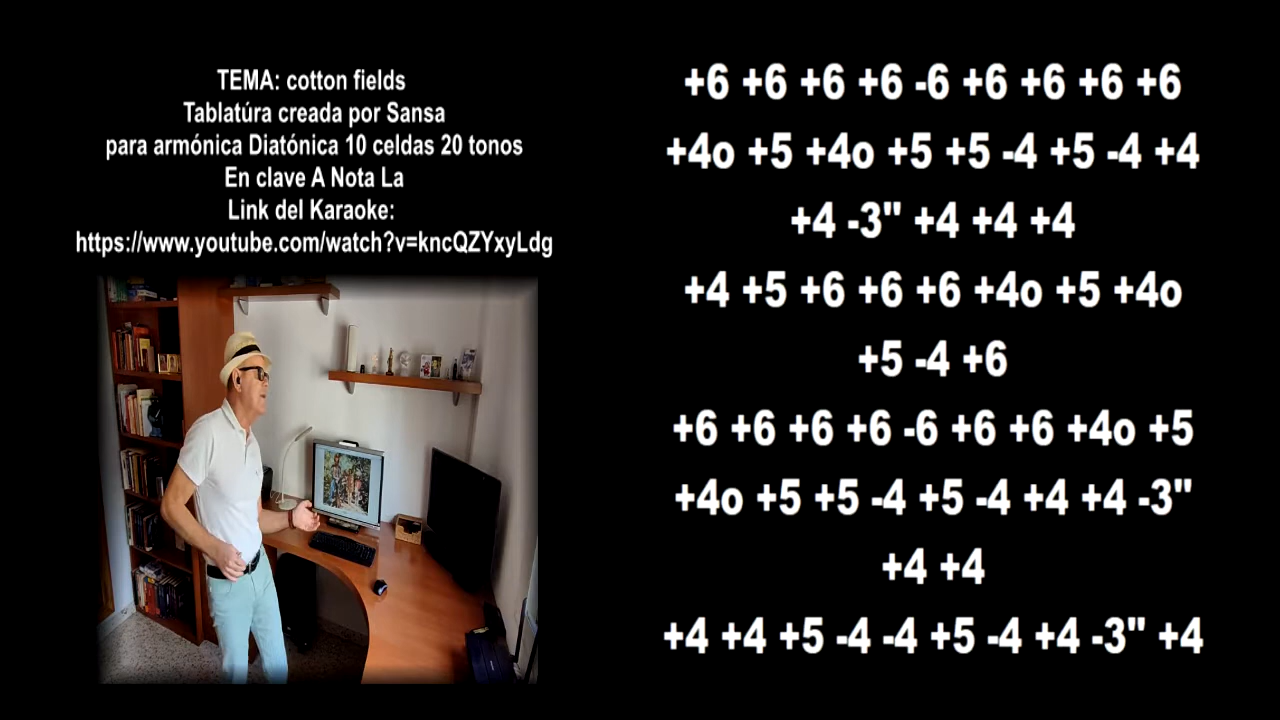 TEMA: cotton fields
Tablatúra creada por Sansa
para armónica Diatónica 10 celdas 20 tonos
En clave A Nota La
Link del Karaoke:
https://www.youtube.com/watch?v=kncQZYxyLdg
+6 +6 +6 +6 -6 +6 +6 +6 +6
+4o +5 +4o +5 +5 -4 +5 -4 +4
+4 -3" +4 +4 +4
+4 +5 +6 +6 +6 +4o +5 +4o
+5 -4 +6
+6 +6 +6 +6 -6 +6 +6 +4o +5
+4o +5 +5 -4 +5 -4 +4 +4 -3"
+4 +4
+4 +4 +5 -4 -4 +5 -4 +4 -3" +4